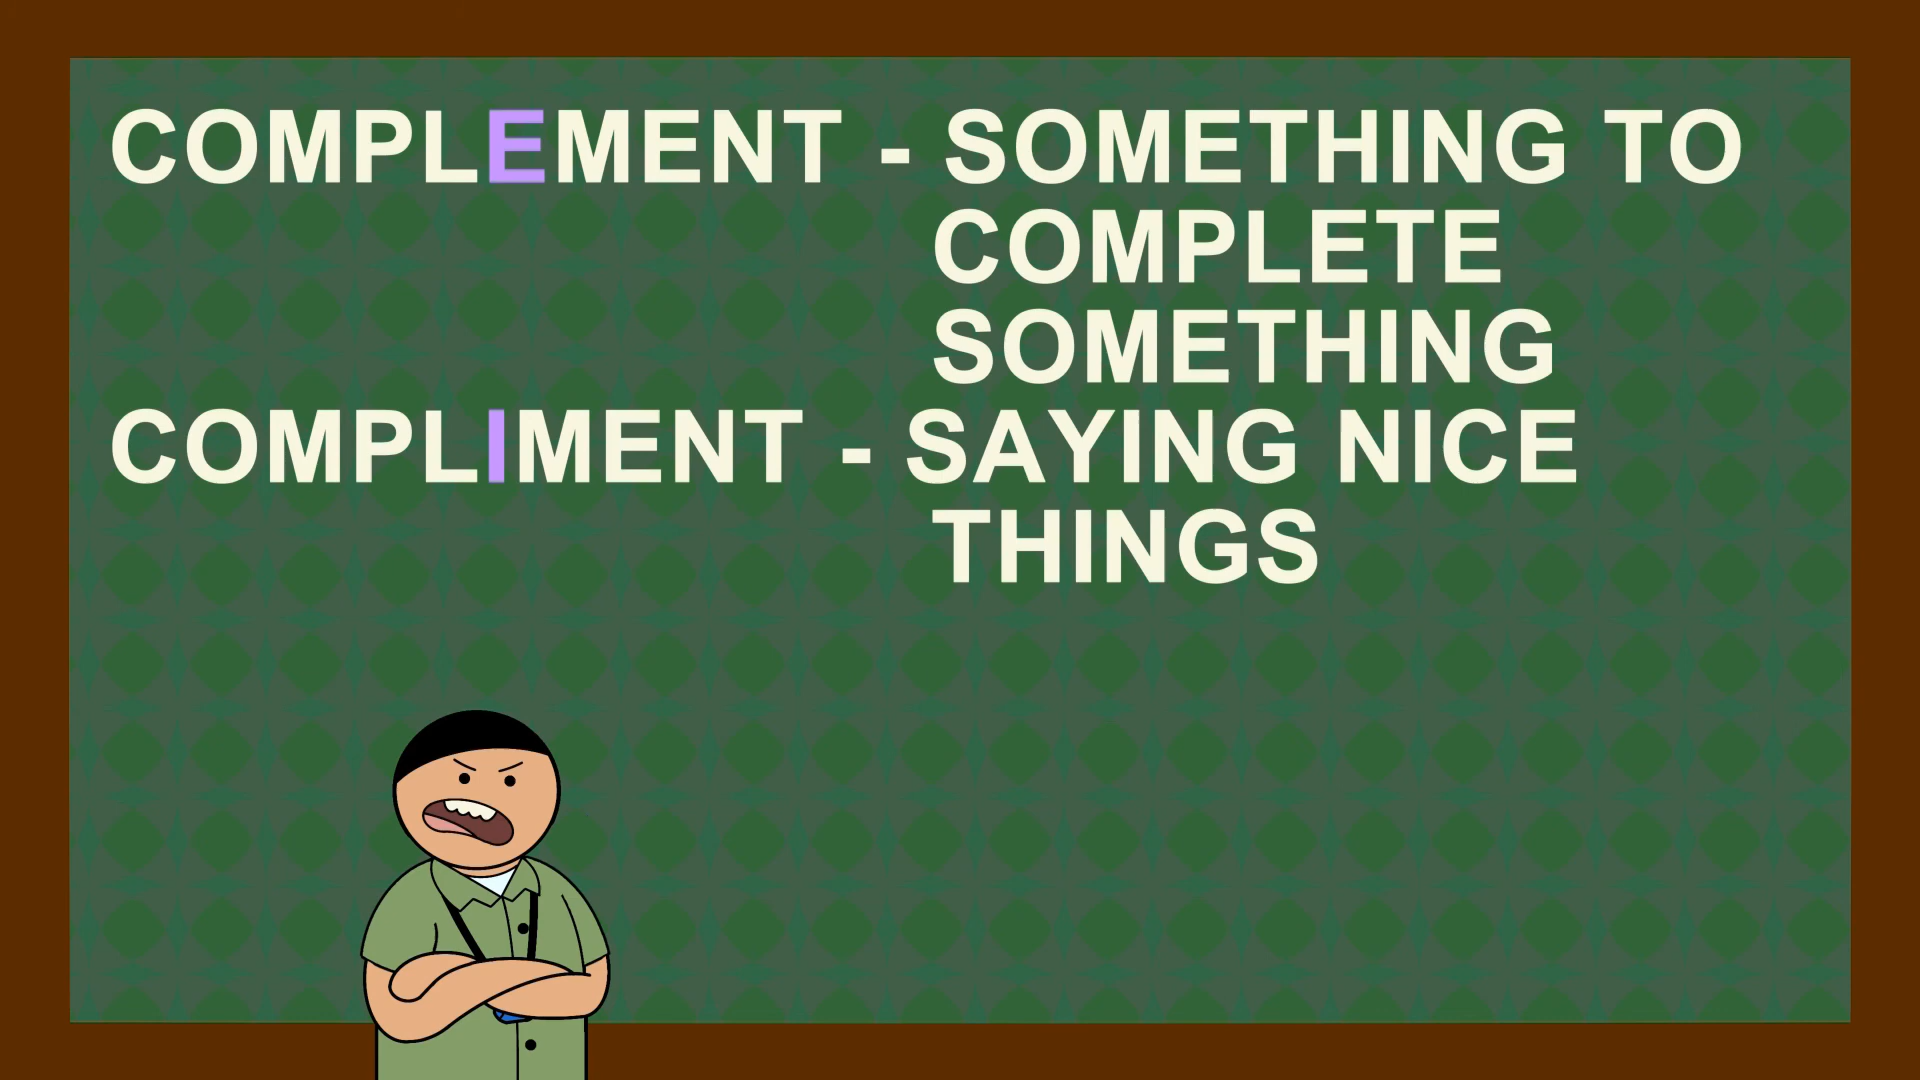 COMPLEMENT - SOMETHING TO
COMPLETE
SOMETHING
COMPLIMENT - SAYING NICE
THINGS